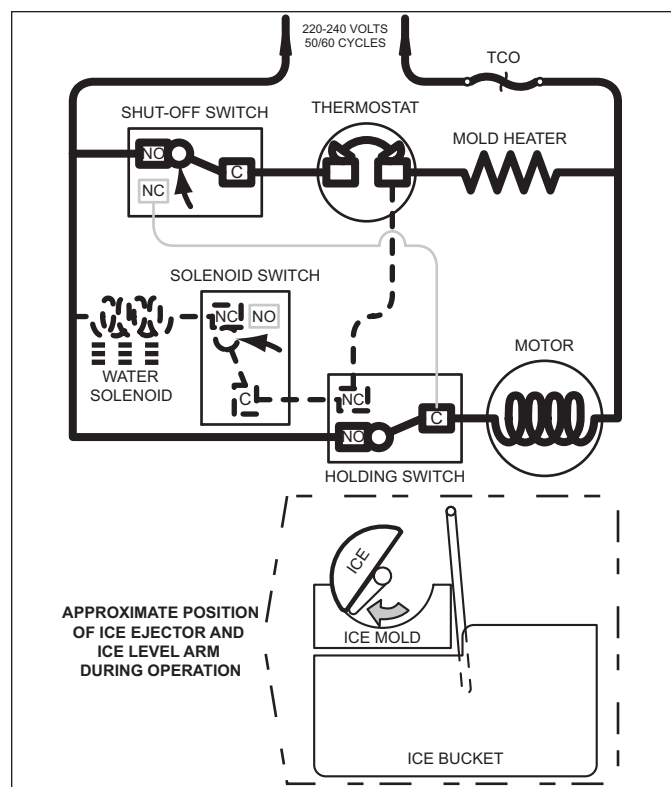 220-240 VOLTS
50/60 CYCLES
TCO
SHUT-OFF SWITCH
THERMOSTAT
MOLD HEATER
NO
C
NC
SOLENOID SWITCH
NC
NO
WATER
SOLENOID
C
MOTOR
NC
C
NO
HOLDING SWITCH
ICE
APPROXIMATE POSITION
OF ICE EJECTOR AND
ICE LEVEL ARM
DURING OPERATION
ICE MOLD
ICE BUCKET